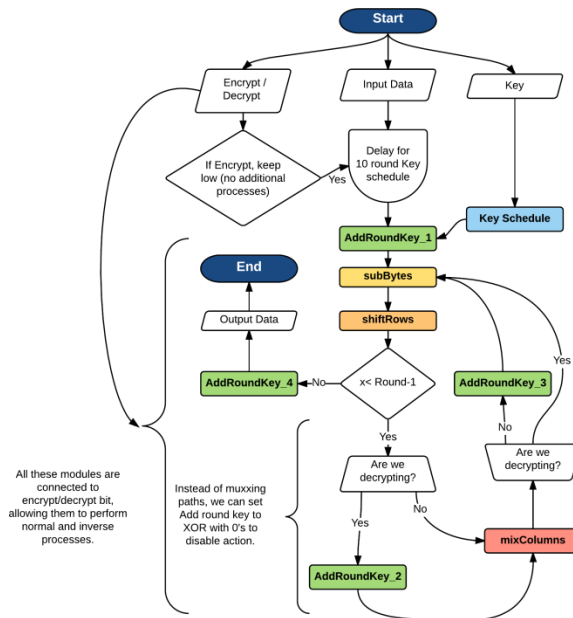 Start
Encrypt /
Decrypt
Input Data
Key
If Encrypt, keep
low (no additional
processes)
Yes
Delay for
10 round Key
schedule
Key Schedule
AddRoundKey_1
End
subBytes
Output Data
shiftRows
AddRoundKey_4
No
x< Round-1
AddRoundKey_3
Yes
No
Yes
Are we
decrypting?
Are we
decrypting?
All these modules are
connected to
encrypt/decrypt bit,
allowing them to perform
normal and inverse
processes.
Instead of muxxing
paths, we can set
Add round key to
XOR with 0's to
disable action.
Yes
No
mixColumns
AddRoundKey_2